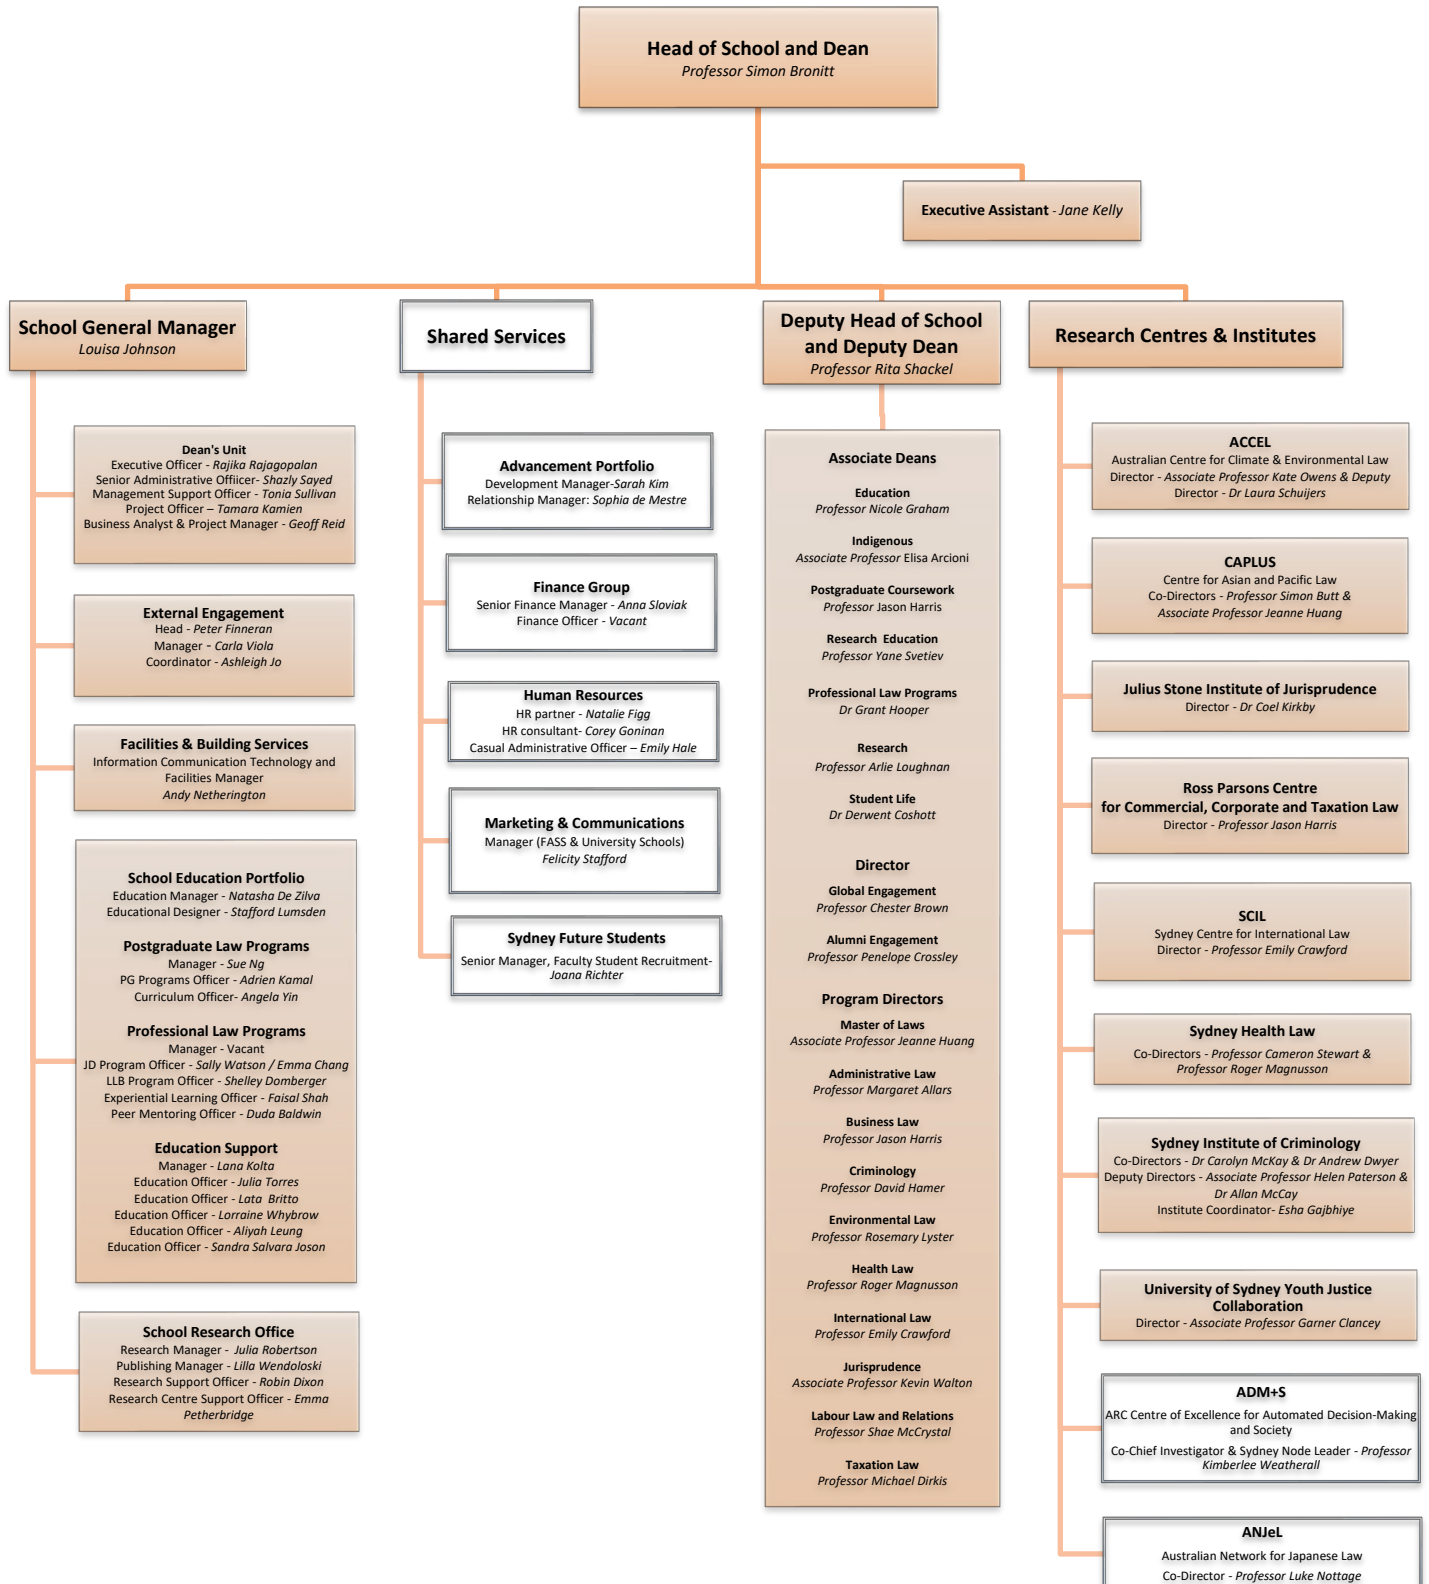 Head of School and Dean
Professor Simon Bronitt
Executive Assistant - Jane Kelly
School General Manager
Louisa Johnson
Dean's Unit
Executive Officer - Rajika Rajagopalan
Senior Administrative Offiicer- Shazly Sayed
Management Support Officer - Tonia Sullivan
Project Officer – Tamara Kamien
Business Analyst & Project Manager - Geoff Reid
External Engagement
Head - Peter Finneran
Manager - Carla Viola
Coordinator - Ashleigh Jo
Facilities & Building Services
Information Communication Technology and
Facilities Manager
Andy Netherington
School Education Portfolio
Education Manager - Natasha De Zilva
Educational Designer - Stafford Lumsden
Postgraduate Law Programs
Manager - Sue Ng
PG Programs Officer - Adrien Kamal
Curriculum Officer- Angela Yin
Professional Law Programs
Manager - Vacant
JD Program Officer - Sally Watson / Emma Chang
LLB Program Officer - Shelley Domberger
Experiential Learning Officer - Faisal Shah
Peer Mentoring Officer - Duda Baldwin
Education Support
Manager - Lana Kolta
Education Officer - Julia Torres
Education Officer - Lata Britto
Education Officer - Lorraine Whybrow
Education Officer - Aliyah Leung
Education Officer - Sandra Salvara Joson
School Research Office
Research Manager - Julia Robertson
Publishing Manager - Lilla Wendoloski
Research Support Officer - Robin Dixon
Research Centre Support Officer - Emma
Petherbridge
Shared Services
Advancement Portfolio
Development Manager-Sarah Kim
Relationship Manager: Sophia de Mestre
Finance Group
Senior Finance Manager - Anna Sloviak
Finance Officer - Vacant
Human Resources
HR partner - Natalie Figg
HR consultant- Corey Goninan
Casual Administrative Officer – Emily Hale
Marketing & Communications
Manager (FASS & University Schools)
Felicity Stafford
Sydney Future Students
Senior Manager, Faculty Student Recruitment-
Joana Richter
Deputy Head of School
and Deputy Dean
Professor Rita Shackel
Associate Deans
Education
Professor Nicole Graham
Indigenous
Associate Professor Elisa Arcioni
Postgraduate Coursework
Professor Jason Harris
Research Education
Professor Yane Svetiev
Professional Law Programs
Dr Grant Hooper
Research
Professor Arlie Loughnan
Student Life
Dr Derwent Coshott
Director
Global Engagement
Professor Chester Brown
Alumni Engagement
Professor Penelope Crossley
Program Directors
Master of Laws
Associate Professor Jeanne Huang
Administrative Law
Professor Margaret Allars
Business Law
Professor Jason Harris
Criminology
Professor David Hamer
Environmental Law
Professor Rosemary Lyster
Health Law
Professor Roger Magnusson
International Law
Professor Emily Crawford
Jurisprudence
Associate Professor Kevin Walton
Labour Law and Relations
Professor Shae McCrystal
Taxation Law
Professor Michael Dirkis
Research Centres & Institutes
ACCEL
Australian Centre for Climate & Environmental Law
Director - Associate Professor Kate Owens & Deputy
Director - Dr Laura Schuijers
CAPLUS
Centre for Asian and Pacific Law
Co-Directors - Professor Simon Butt &
Associate Professor Jeanne Huang
Julius Stone Institute of Jurisprudence
Director - Dr Coel Kirkby
Ross Parsons Centre
for Commercial, Corporate and Taxation Law
Director - Professor Jason Harris
SCIL
Sydney Centre for International Law
Director - Professor Emily Crawford
Sydney Health Law
Co-Directors - Professor Cameron Stewart &
Professor Roger Magnusson
Sydney Institute of Criminology
Co-Directors - Dr Carolyn McKay & Dr Andrew Dwyer
Deputy Directors - Associate Professor Helen Paterson &
Dr Allan McCay
Institute Coordinator- Esha Gajbhiye
University of Sydney Youth Justice
Collaboration
Director - Associate Professor Garner Clancey
ADM+S
ARC Centre of Excellence for Automated Decision-Making
and Society
Co-Chief Investigator & Sydney Node Leader - Professor
Kimberlee Weatherall
ANJeL
Australian Network for Japanese Law
Co-Director - Professor Luke Nottage